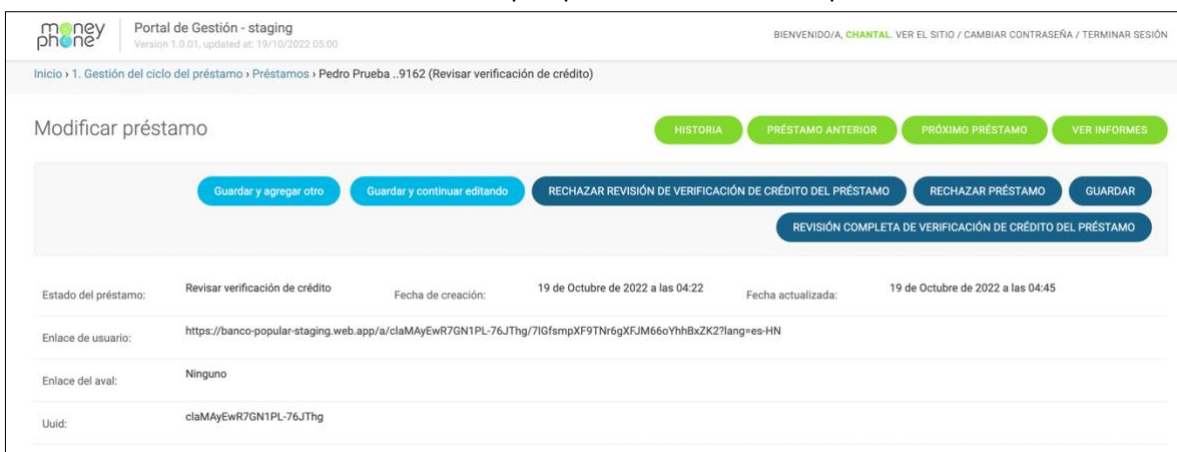 money
phone
Portal de Gestión - staging
Version 1.0.01, updated at: 19/10/2022 05:00
BIENVENIDO/A, CHANTAL. VER EL SITIO / CAMBIAR CONTRASEÑA / TERMINAR SESIÓN
Inicio › 1. Gestión del ciclo del préstamo › Préstamos › Pedro Prueba ..9162 (Revisar verificación de crédito)
Modificar préstamo
HISTORIA PRÉSTAMO ANTERIOR PRÓXIMO PRÉSTAMO VER INFORMES
Guardar y agregar otro Guardar y continuar editando RECHAZAR REVISIÓN DE VERIFICACIÓN DE CRÉDITO DEL PRÉSTAMO RECHAZAR PRÉSTAMO GUARDAR
REVISIÓN COMPLETA DE VERIFICACIÓN DE CRÉDITO DEL PRÉSTAMO
Estado del préstamo: Revisar verificación de crédito Fecha de creación: 19 de Octubre de 2022 a las 04:22 Fecha actualizada: 19 de Octubre de 2022 a las 04:45
Enlace de usuario: https://banco-popular-staging.web.app/a/claMAyEwR7GN1PL-76JThg/7IGfsmpXF9TNr6gXFJM66oYhhBxZK2?lang=es-HN
Enlace del aval: Ninguno
Uuid: claMAyEwR7GN1PL-76JThg